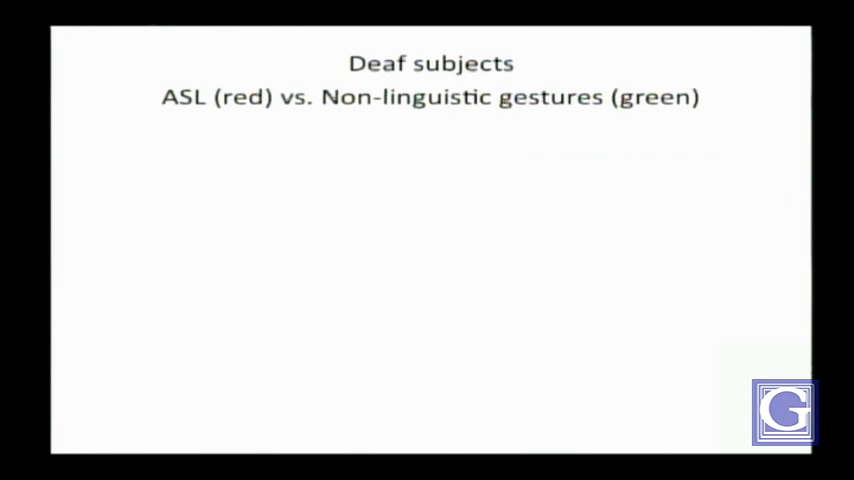 Deaf subjects
ASL (red) vs. Non-linguistic gestures (green)
G